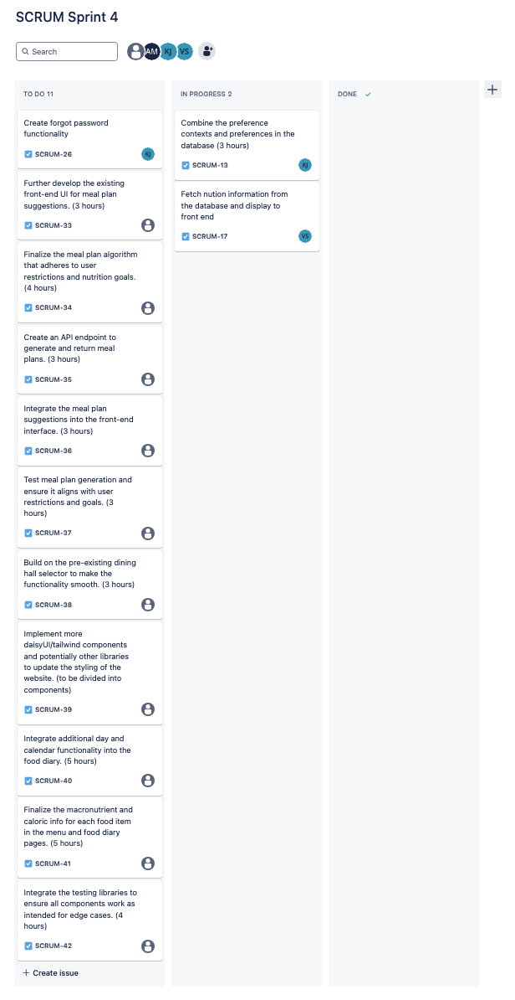 SCRUM Sprint 4
Search
AM
KJ
VS
TO DO 11
Create forgot password
functionality
SCRUM-26
KJ
Further develop the existing
front-end UI for meal plan
suggestions. (3 hours)
SCRUM-33
Finalize the meal plan algorithm
that adheres to user
restrictions and nutrition goals.
(4 hours)
SCRUM-34
Create an API endpoint to
generate and return meal
plans. (3 hours)
SCRUM-35
Integrate the meal plan
suggestions into the front-end
interface. (3 hours)
SCRUM-36
Test meal plan generation and
ensure it aligns with user
restrictions and goals. (3
hours)
SCRUM-37
Build on the pre-existing dining
hall selector to make the
functionality smooth. (3 hours)
SCRUM-38
Implement more
daisyUI/tailwind components
and potentially other libraries
to update the styling of the
website. (to be divided into
components)
SCRUM-39
Integrate additional day and
calendar functionality into the
food diary. (5 hours)
SCRUM-40
Finalize the macronutrient and
caloric info for each food item
in the menu and food diary
pages. (5 hours)
SCRUM-41
Integrate the testing libraries to
ensure all components work as
intended for edge cases. (4
hours)
SCRUM-42
+ Create issue
IN PROGRESS 2
Combine the preference
contexts and preferences in the
database (3 hours)
SCRUM-13
KJ
Fetch nution information from
the database and display to
front end
SCRUM-17
VS
DONE